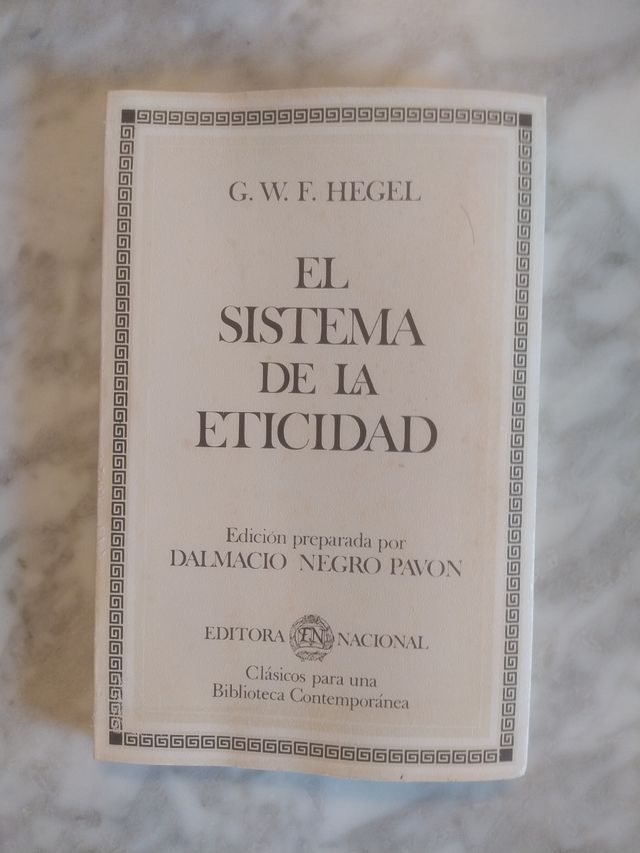 G. W. F. HEGEL
EL
SISTEMA
DE LA
ETICIDAD
Edición preparada por
DALMACIO NEGRO PAVON
EDITORA EN NACIONAL
Clásicos para una
Biblioteca Contemporánea